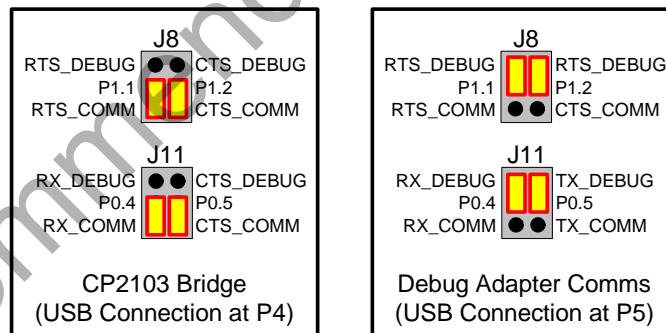 J8
RTS_DEBUG CTS_DEBUG
P1.1 P1.2
RTS_COMM CTS_COMM
J11
RX_DEBUG CTS_DEBUG
P0.4 P0.5
RX_COMM CTS_COMM
CP2103 Bridge
(USB Connection at P4)
J8
RTS_DEBUG RTS_DEBUG
P1.1 P1.2
RTS_COMM CTS_COMM
J11
RX_DEBUG TX_DEBUG
P0.4 P0.5
RX_COMM TX_COMM
Debug Adapter Comms
(USB Connection at P5)